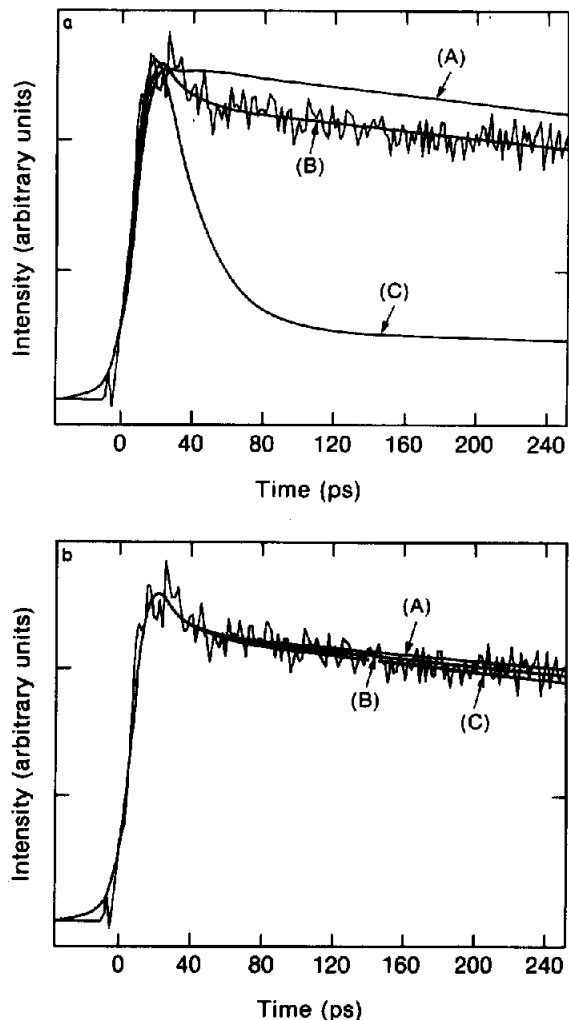 a
(A)
(B)
(C)
Intensity (arbitrary units)
0 40 80 120 160 200 240
Time (ps)
b
(A)
(B)
(C)
Intensity (arbitrary units)
0 40 80 120 160 200 240
Time (ps)